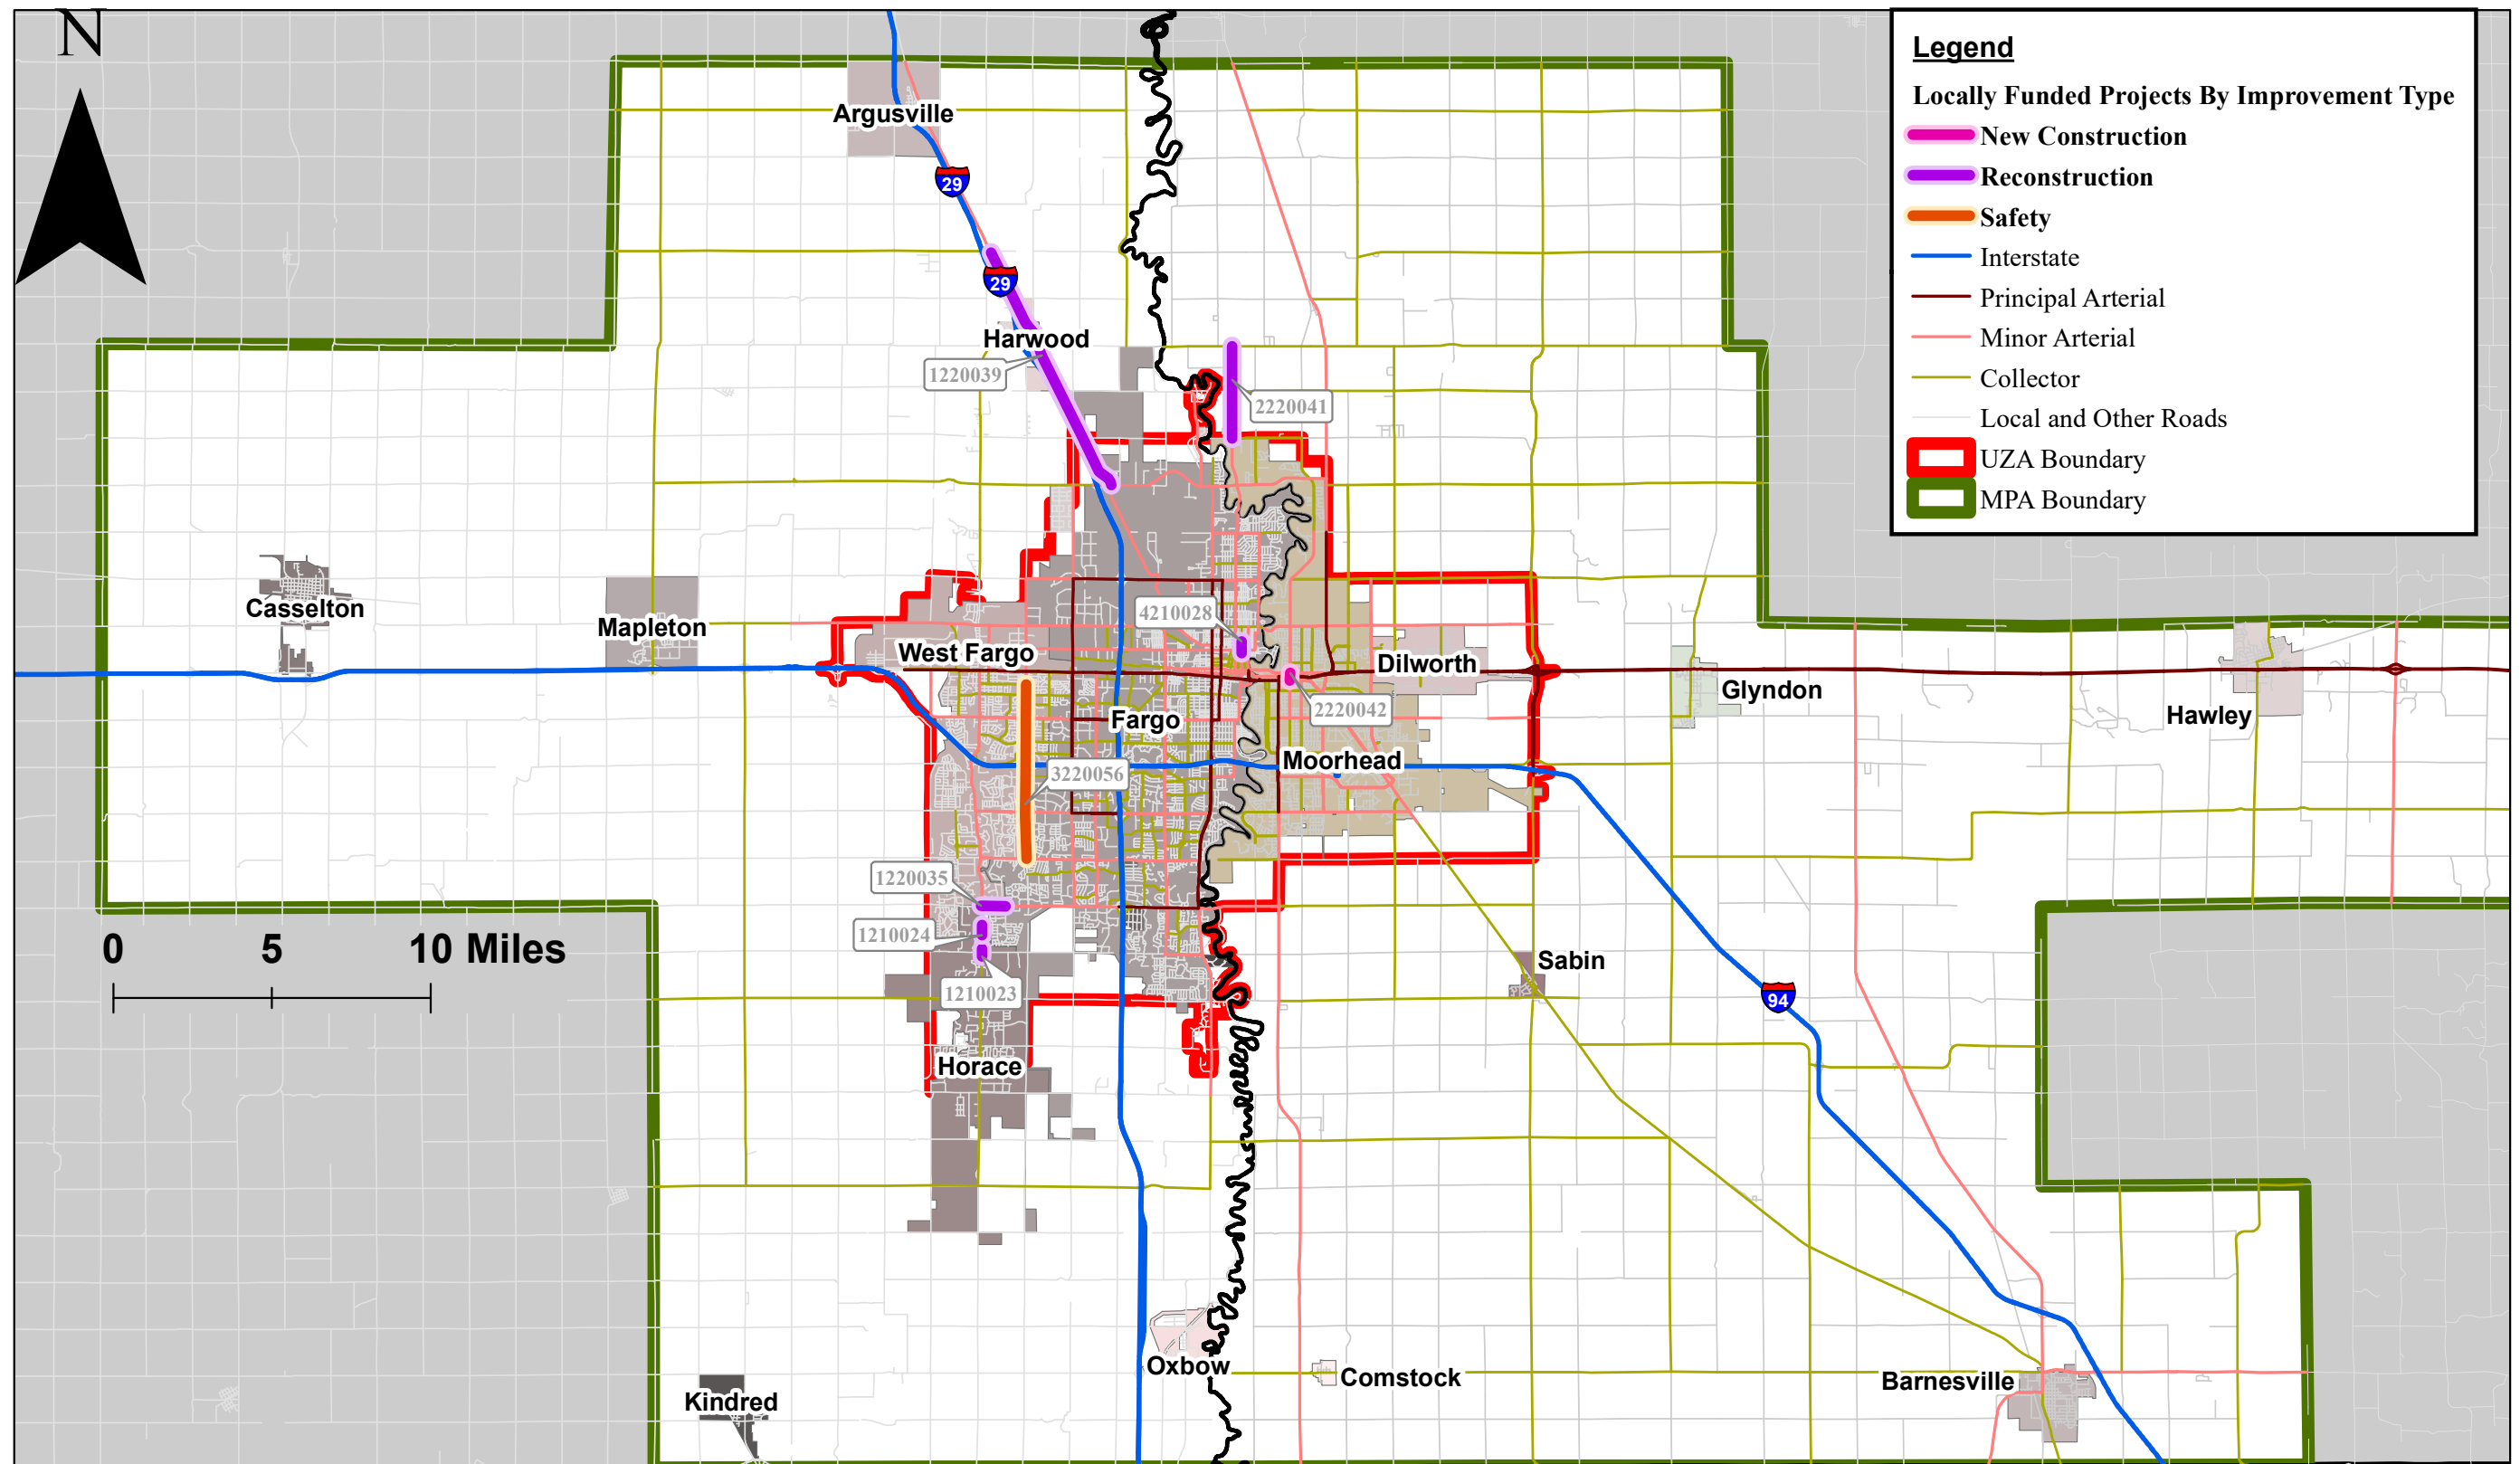 N
Legend
Locally Funded Projects By Improvement Type
New Construction
Reconstruction
Safety
Interstate
Principal Arterial
Minor Arterial
Collector
Local and Other Roads
UZA Boundary
MPA Boundary
Argusville
29
29
Harwood
1220039
2220041
Casselton
Mapleton
4210028
West Fargo
Dilworth
Glyndon
Hawley
2220042
Fargo
Moorhead
3220056
1220035
1210024
1210023
0 5 10 Miles
Sabin
94
Horace
Oxbow
Comstock
Barnesville
Kindred